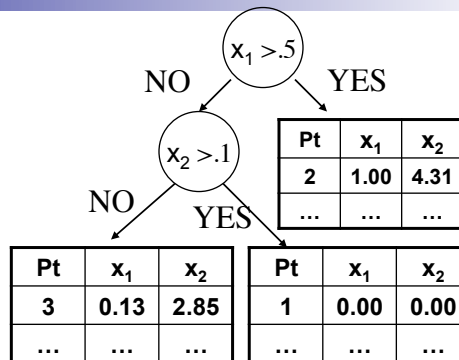 x₁ >.5
NO YES
x₂ >.1
Pt x₁ x₂
2 1.00 4.31
... ... ...
NO YES
Pt x₁ x₂
3 0.13 2.85
... ... ...
Pt x₁ x₂
1 0.00 0.00
... ... ...